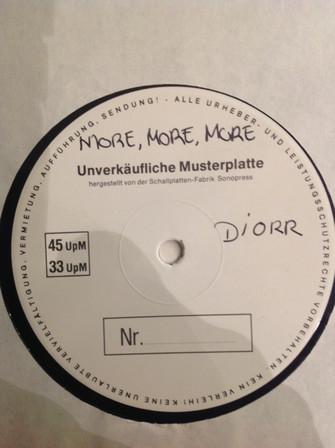 MORE, MORE, MORE
Unverkäufliche Musterplatte
hergestellt von der Schallplatten-Fabrik Sonopress
DiORR
45 UpM
33 UpM
Nr.
ALLE URHEBER- UND LEISTUNGSSCHUTZRECHTE VORBEHALTEN. KEIN VERLEIH! KEINE UNERLAUBTE VERVIELFÄLTIGUNG, VERMIETUNG, AUFFÜHRUNG, SENDUNG! -